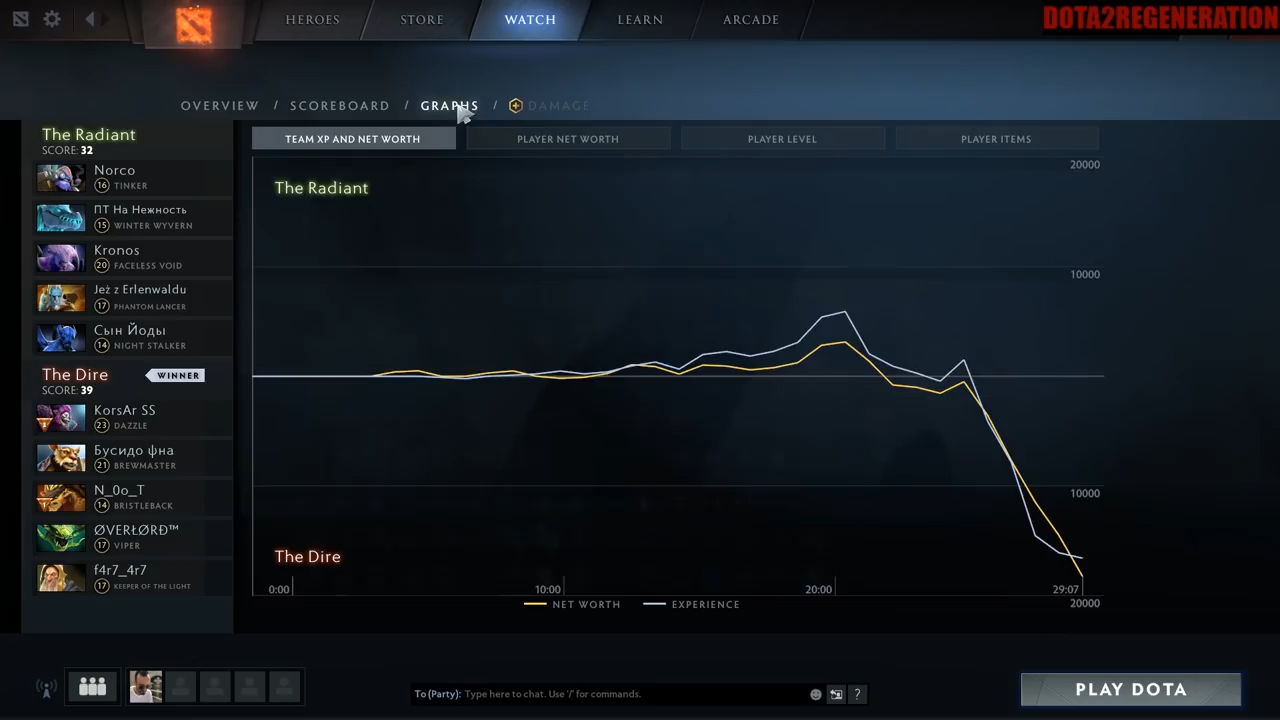 HEROES
STORE
WATCH
LEARN
ARCADE
DOTA2REGENERATION
OVERVIEW / SCOREBOARD / GRAPHS / DAMAGE
The Radiant
SCORE: 32
Norco
16 TINKER
ПТ На Нежность
15 WINTER WYVERN
Kronos
20 FACELESS VOID
Jeż z Erlenwaldu
17 PHANTOM LANCER
Сын Йоды
14 NIGHT STALKER
The Dire WINNER
SCORE: 39
KorsAr SS
23 DAZZLE
Бусидо фна
21 BREWMASTER
N_0o_T
14 BRISTLEBACK
ØVERŁØRĐ™
17 VIPER
f4r7_4r7
17 KEEPER OF THE LIGHT
TEAM XP AND NET WORTH
PLAYER NET WORTH
PLAYER LEVEL
PLAYER ITEMS
20000
The Radiant
10000
10000
The Dire
0:00
10:00
20:00
29:07
20000
NET WORTH
EXPERIENCE
To (Party): Type here to chat. Use '/' for commands.
?
PLAY DOTA